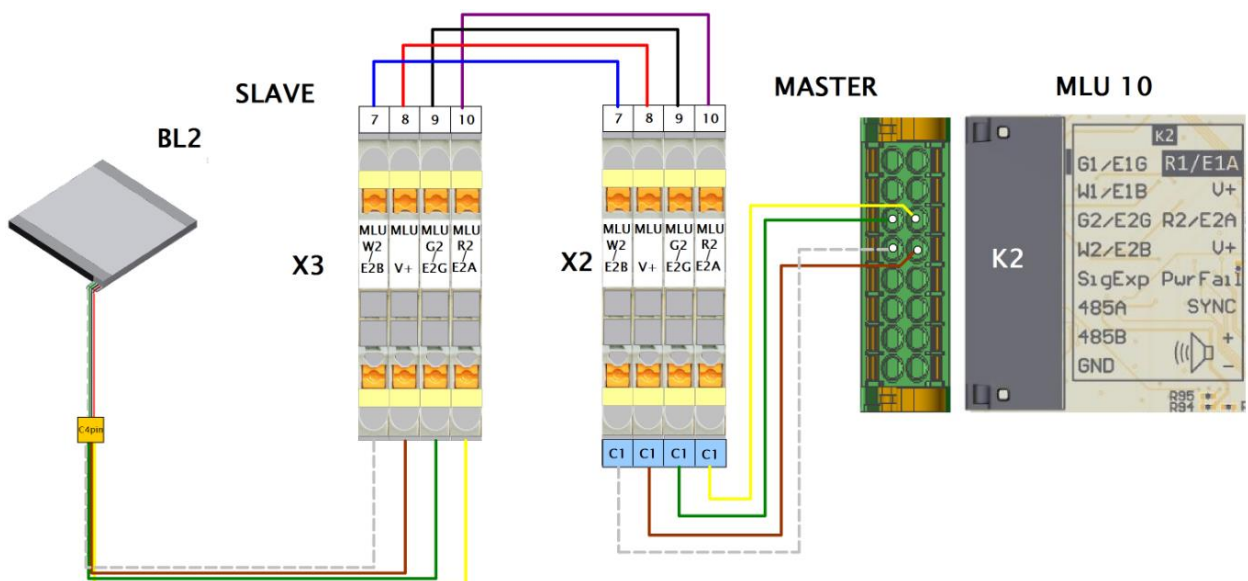 SLAVE
MASTER
MLU 10
BL2
7 8 9 10
7 8 9 10
K2
G1/E1G R1/E1A
W1/E1B V+
G2/E2G R2/E2A
W2/E2B V+
SigExp PwrFail
485A SYNC
485B +
GND −
K2
X3
MLU W2/E2B
MLU V+
MLU G2/E2G
MLU R2/E2A
X2
MLU W2/E2B
MLU V+
MLU G2/E2G
MLU R2/E2A
R95
R94
C4pin
C1 C1 C1 C1